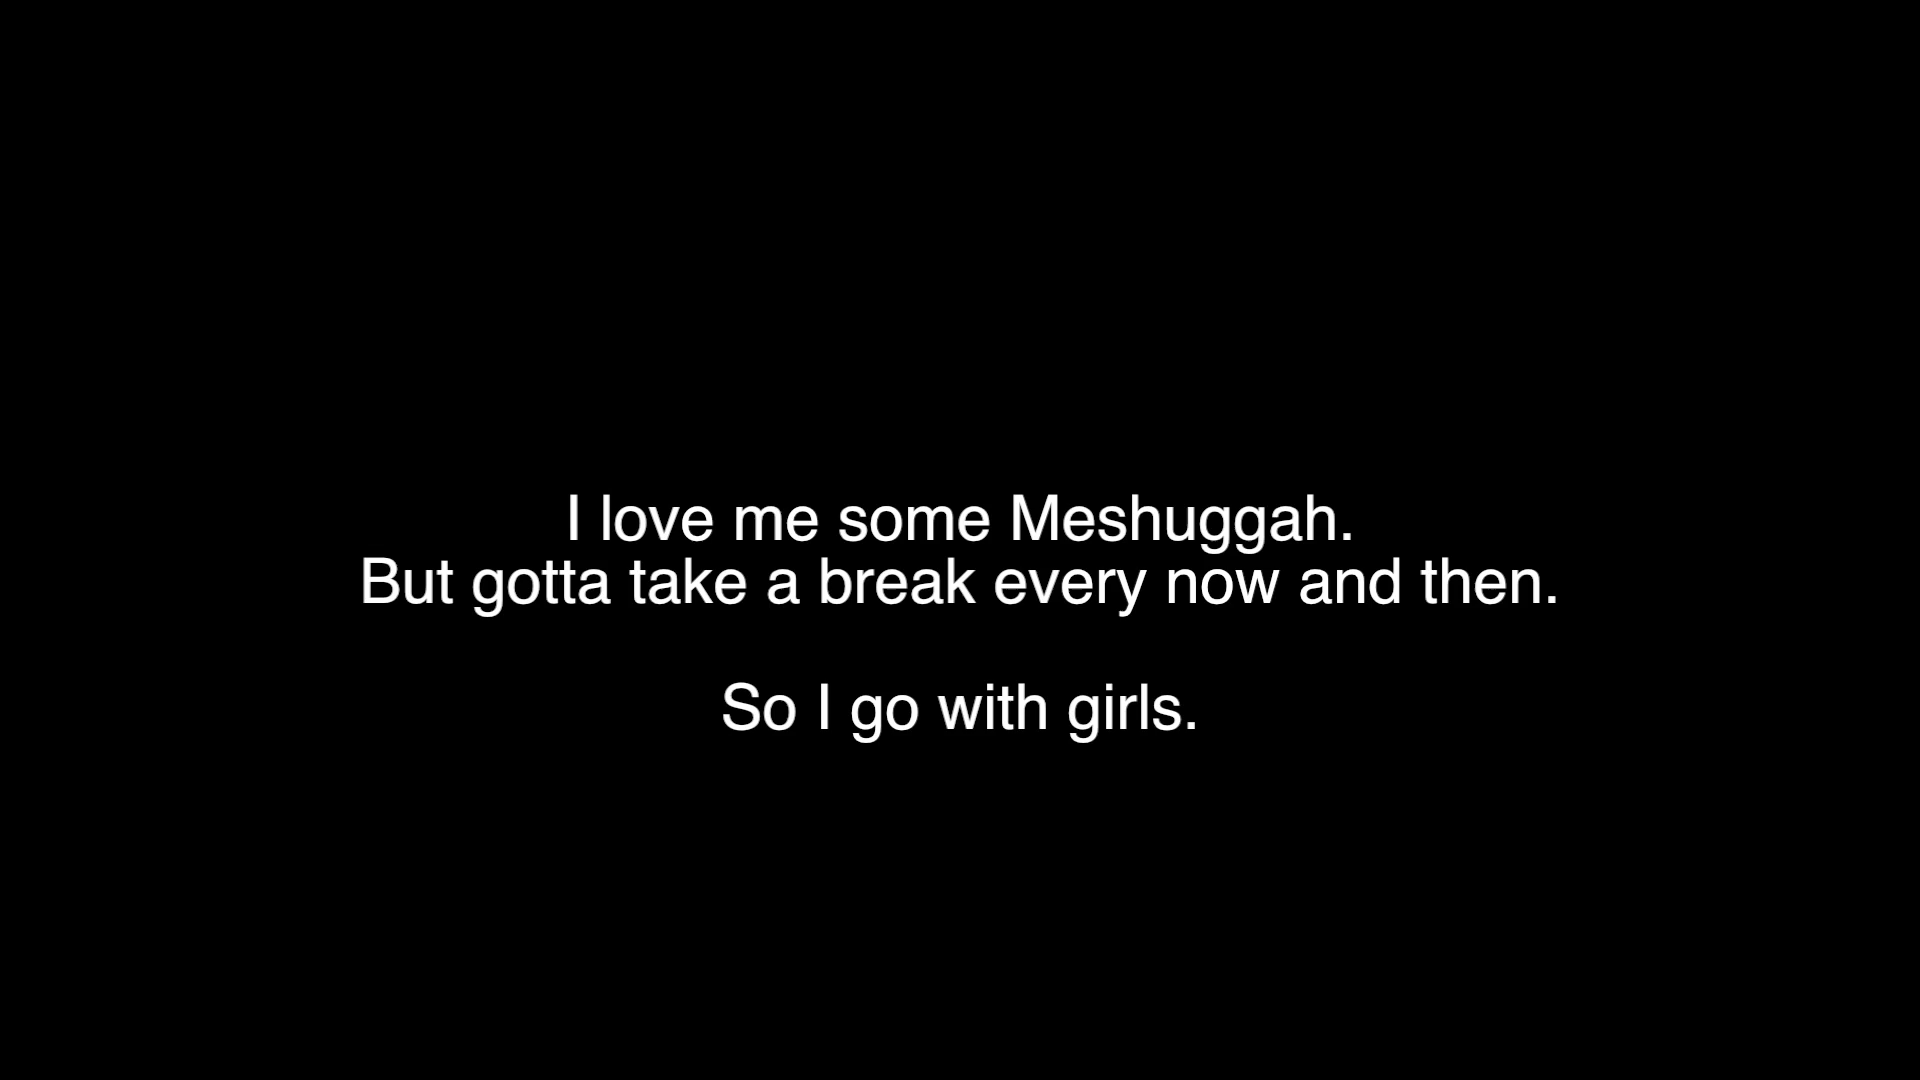 I love me some Meshuggah.
But gotta take a break every now and then.
So I go with girls.